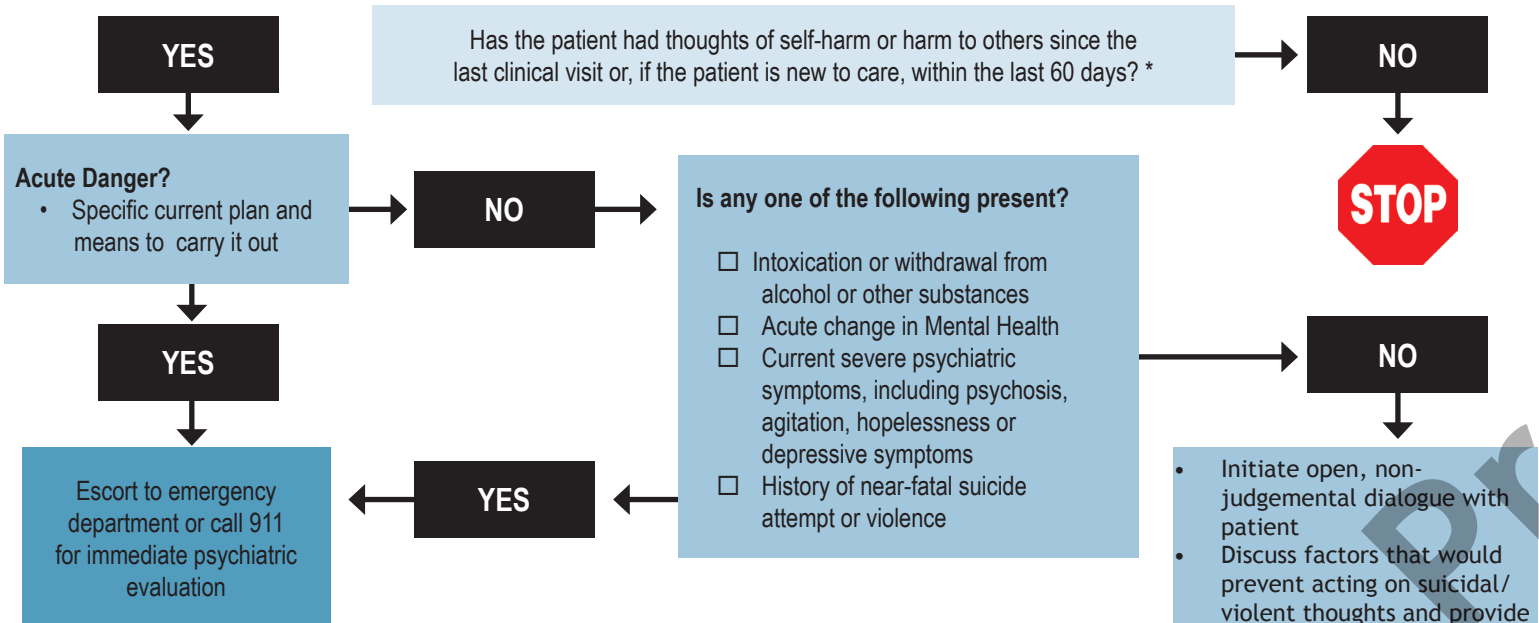 YES
Has the patient had thoughts of self-harm or harm to others since the
last clinical visit or, if the patient is new to care, within the last 60 days? *
NO
STOP
Acute Danger?
• Specific current plan and
means to carry it out
NO
Is any one of the following present?
☐ Intoxication or withdrawal from
alcohol or other substances
☐ Acute change in Mental Health
☐ Current severe psychiatric
symptoms, including psychosis,
agitation, hopelessness or
depressive symptoms
☐ History of near-fatal suicide
attempt or violence
YES
NO
Escort to emergency
department or call 911
for immediate psychiatric
evaluation
YES
• Initiate open, non-
judgemental dialogue with
patient
• Discuss factors that would
prevent acting on suicidal/
violent thoughts and provide
Pr